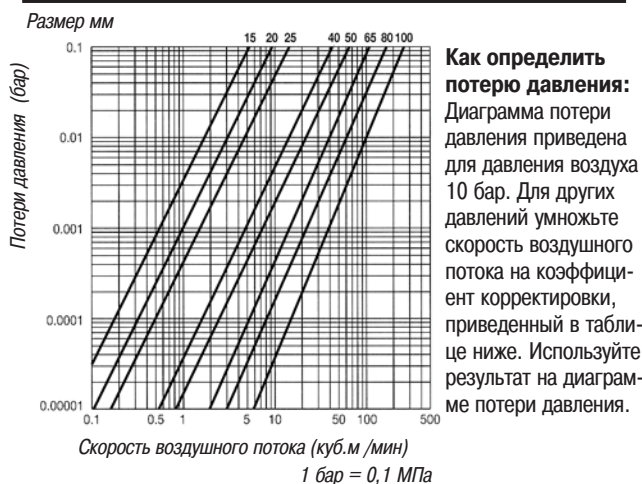 Размер мм
15 20 25 40 50 65 80 100
0.1
0.01
0.001
0.0001
0.00001
Потери давления (бар)
0.1 0.5 1 5 10 50 100 500
Скорость воздушного потока (куб.м /мин)
1 бар = 0,1 МПа
Как определить
потерю давления:
Диаграмма потери
давления приведена
для давления воздуха
10 бар. Для других
давлений умножьте
скорость воздушного
потока на коэффици-
ент корректировки,
приведенный в табли-
це ниже. Используйте
результат на диаграм-
ме потери давления.